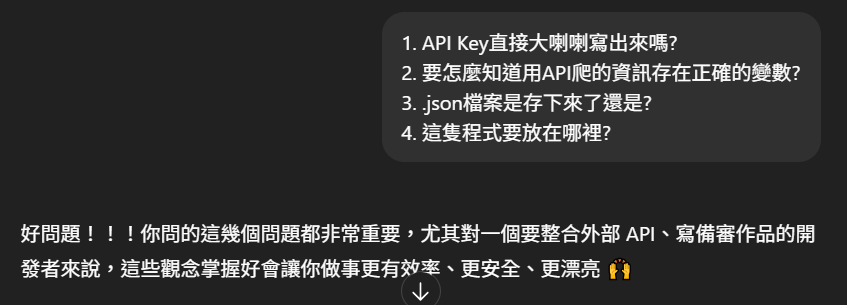 1. API Key直接大喇喇寫出來嗎?
2. 要怎麼知道用API爬的資訊存在正確的變數?
3. .json檔案是存下來了還是?
4. 這隻程式要放在哪裡?
好問題！！！你問的這幾個問題都非常重要，尤其對一個要整合外部 API、寫備審作品的開
發者來說，這些觀念掌握好會讓你做事更有效率、更安全、更漂亮 🙌